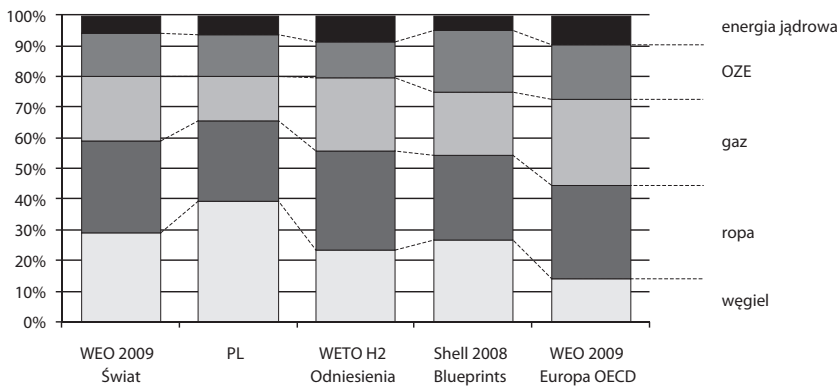 100%
90%
80%
70%
60%
50%
40%
30%
20%
10%
0%
energia jądrowa
OZE
gaz
ropa
węgiel
WEO 2009
Świat
PL
WETO H2
Odniesienia
Shell 2008
Blueprints
WEO 2009
Europa OECD